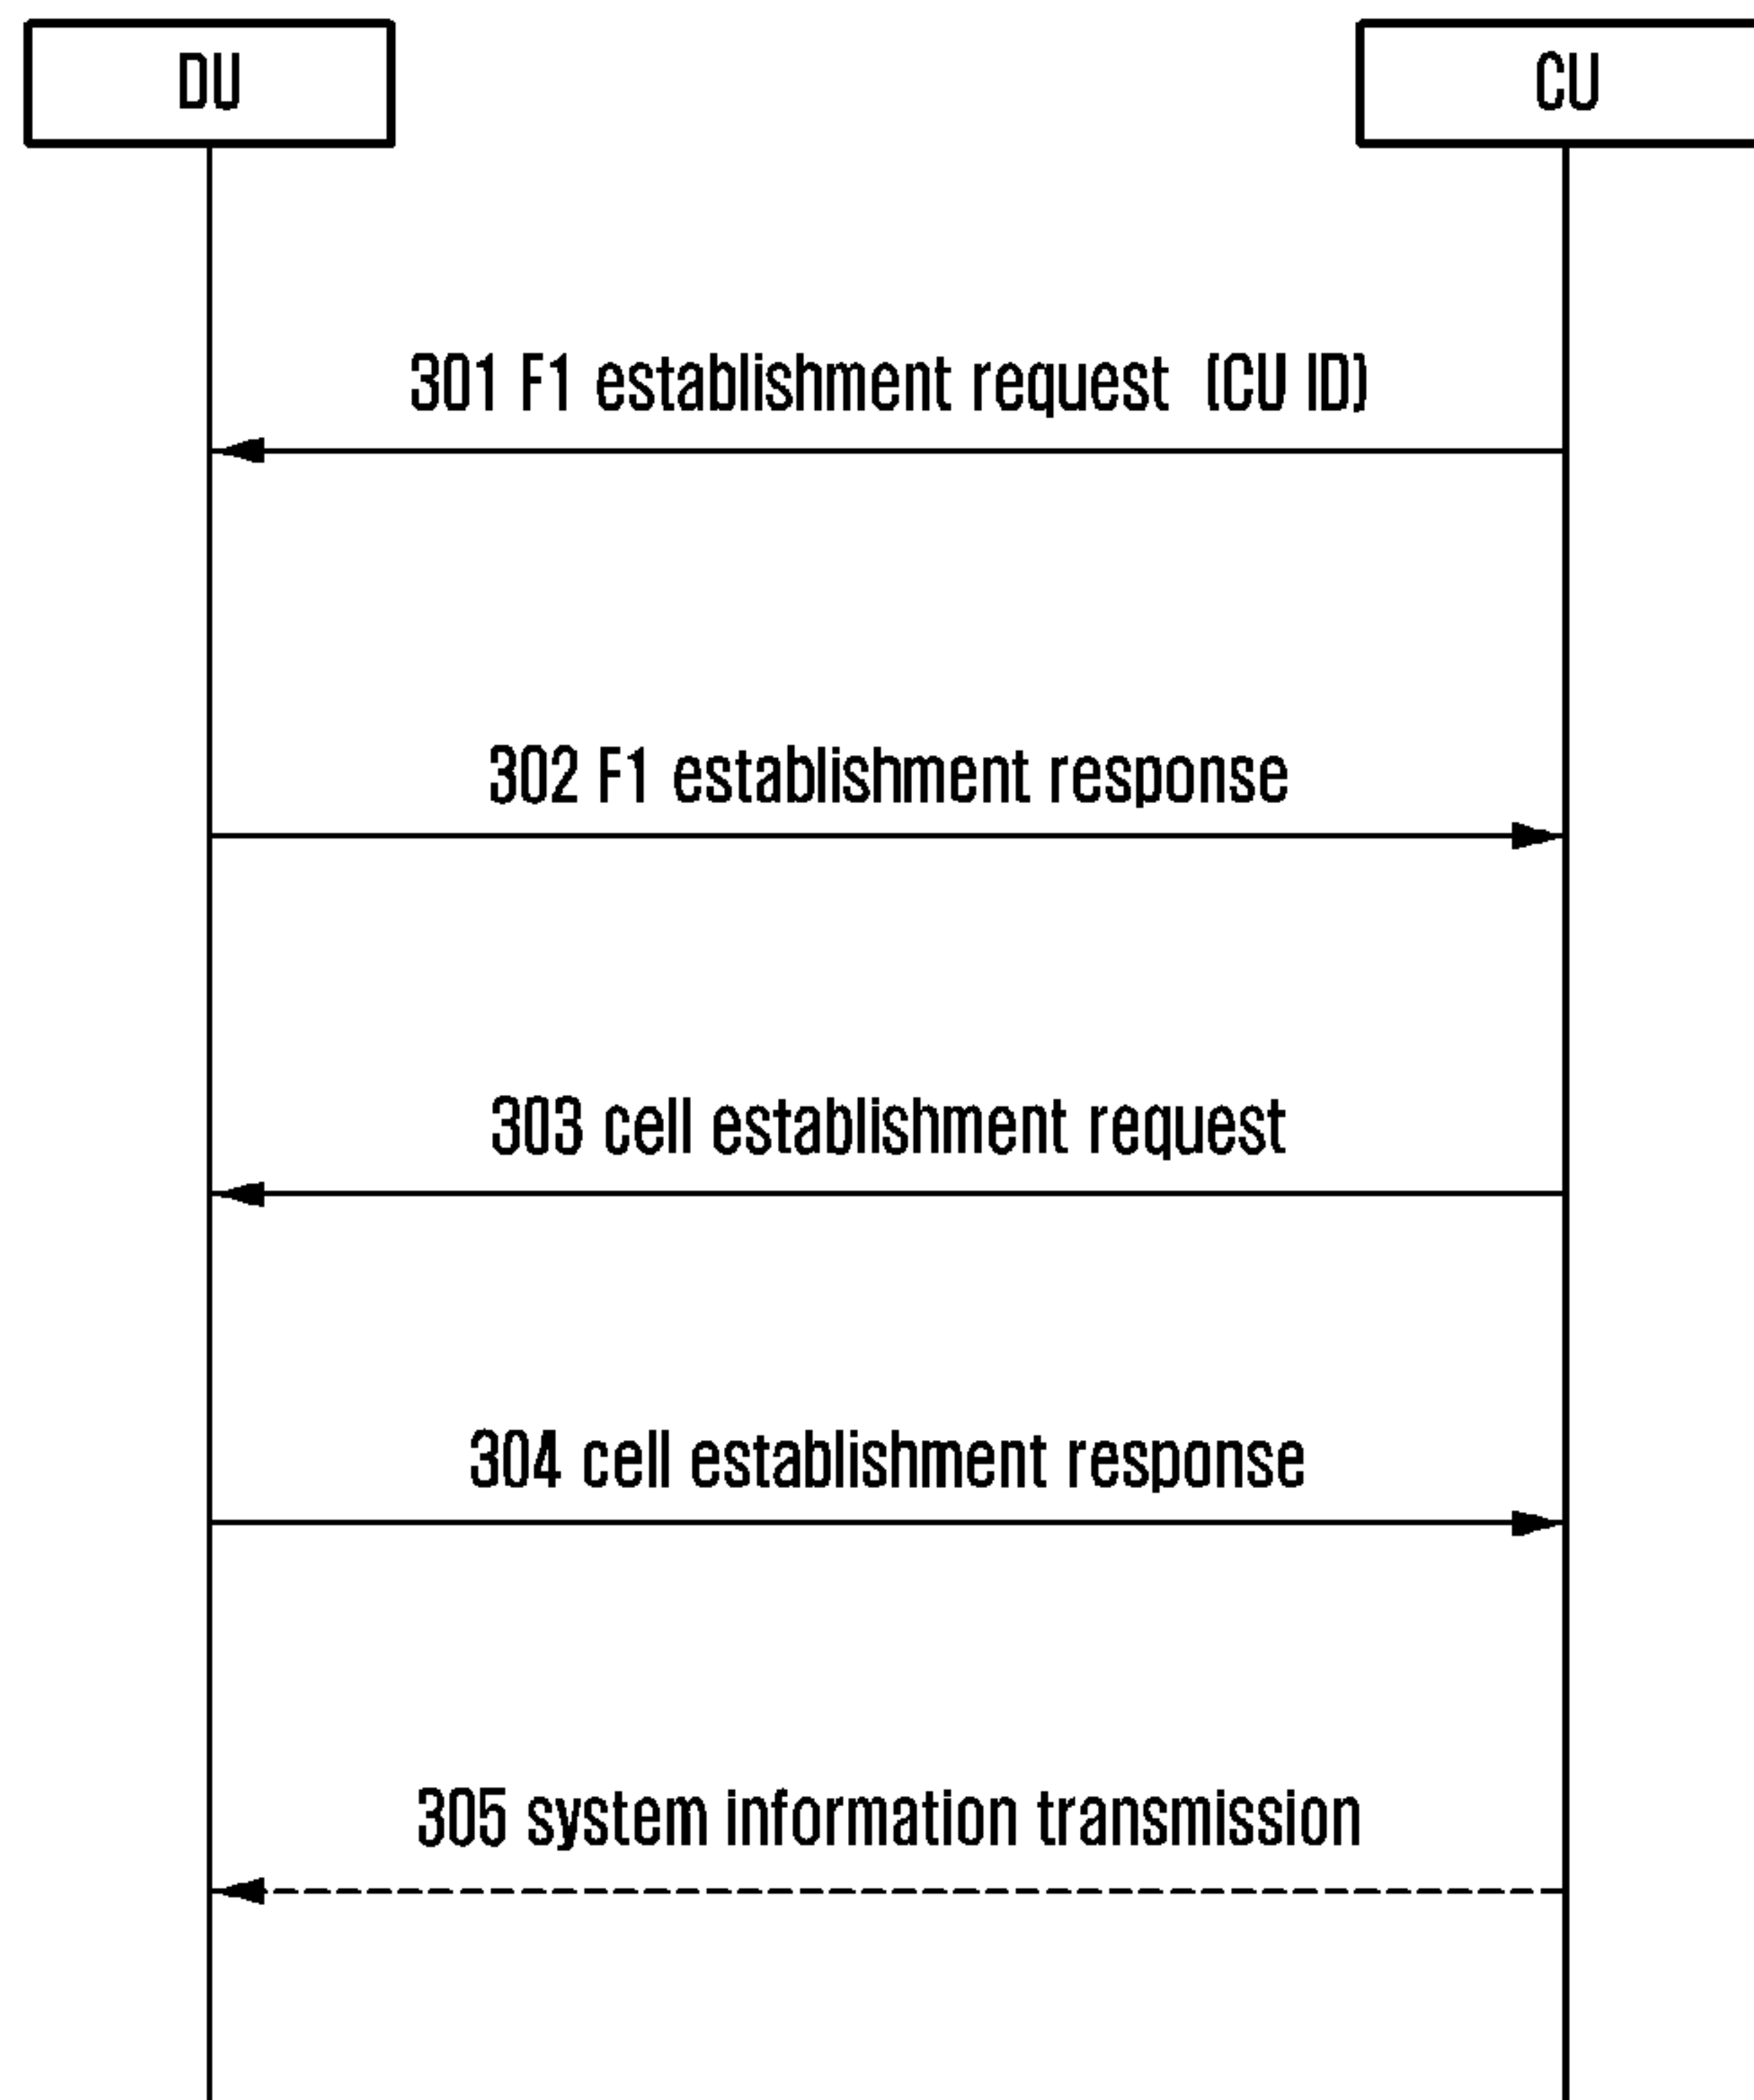 DU
CU
301 F1 establishment request (CU ID)
302 F1 establishment response
303 cell establishment request
304 cell establishment response
305 system information transmission